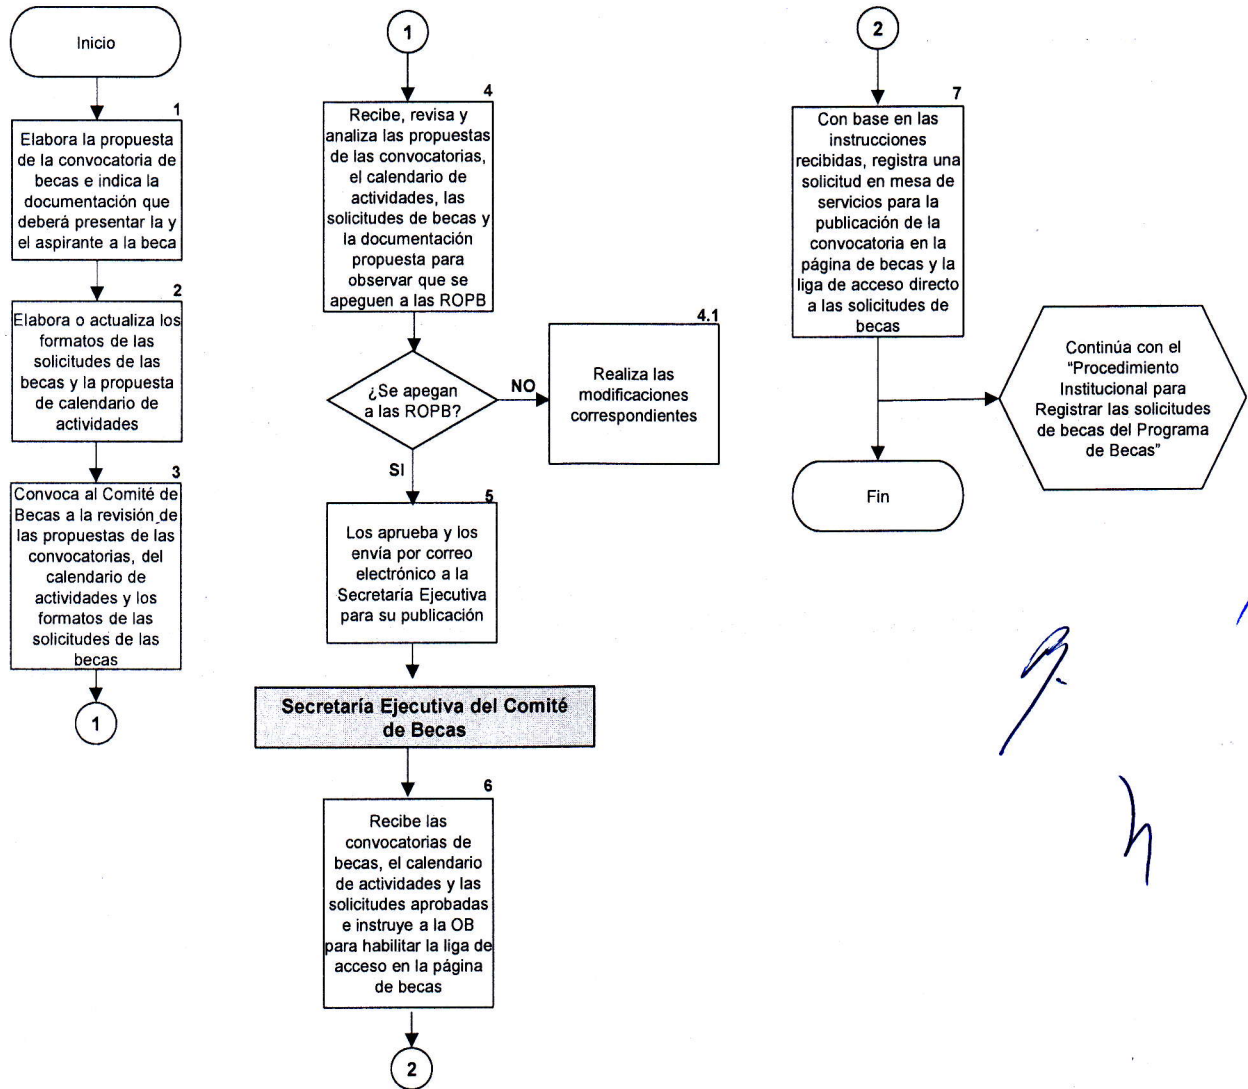 Inicio
1
Elabora la propuesta
de la convocatoria de
becas e indica la
documentación que
deberá presentar la y
el aspirante a la beca
2
Elabora o actualiza los
formatos de las
solicitudes de las
becas y la propuesta
de calendario de
actividades
3
Convoca al Comité de
Becas a la revisión de
las propuestas de las
convocatorias, del
calendario de
actividades y los
formatos de las
solicitudes de las
becas
1
1
4
Recibe, revisa y
analiza las propuestas
de las convocatorias,
el calendario de
actividades, las
solicitudes de becas y
la documentación
propuesta para
observar que se
apeguen a las ROPB
¿Se apegan
a las ROPB?
NO
4.1
Realiza las
modificaciones
correspondientes
SI
5
Los aprueba y los
envía por correo
electrónico a la
Secretaría Ejecutiva
para su publicación
Secretaría Ejecutiva del Comité
de Becas
6
Recibe las
convocatorias de
becas, el calendario
de actividades y las
solicitudes aprobadas
e instruye a la OB
para habilitar la liga de
acceso en la página
de becas
2
2
7
Con base en las
instrucciones
recibidas, registra una
solicitud en mesa de
servicios para la
publicación de la
convocatoria en la
página de becas y la
liga de acceso directo
a las solicitudes de
becas
Continúa con el
“Procedimiento
Institucional para
Registrar las solicitudes
de becas del Programa
de Becas”
Fin